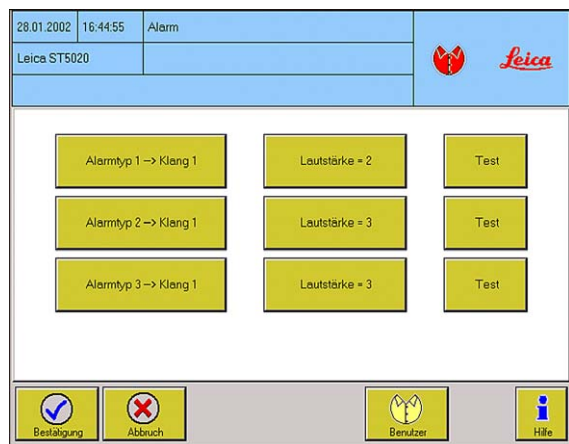 28.01.2002 16:44:55 Alarm
Leica ST5020
Leica
Alarmtyp 1 --> Klang 1 Lautstärke = 2 Test
Alarmtyp 2 --> Klang 1 Lautstärke = 3 Test
Alarmtyp 3 --> Klang 1 Lautstärke = 3 Test
Bestätigung Abbruch Benutzer Hilfe